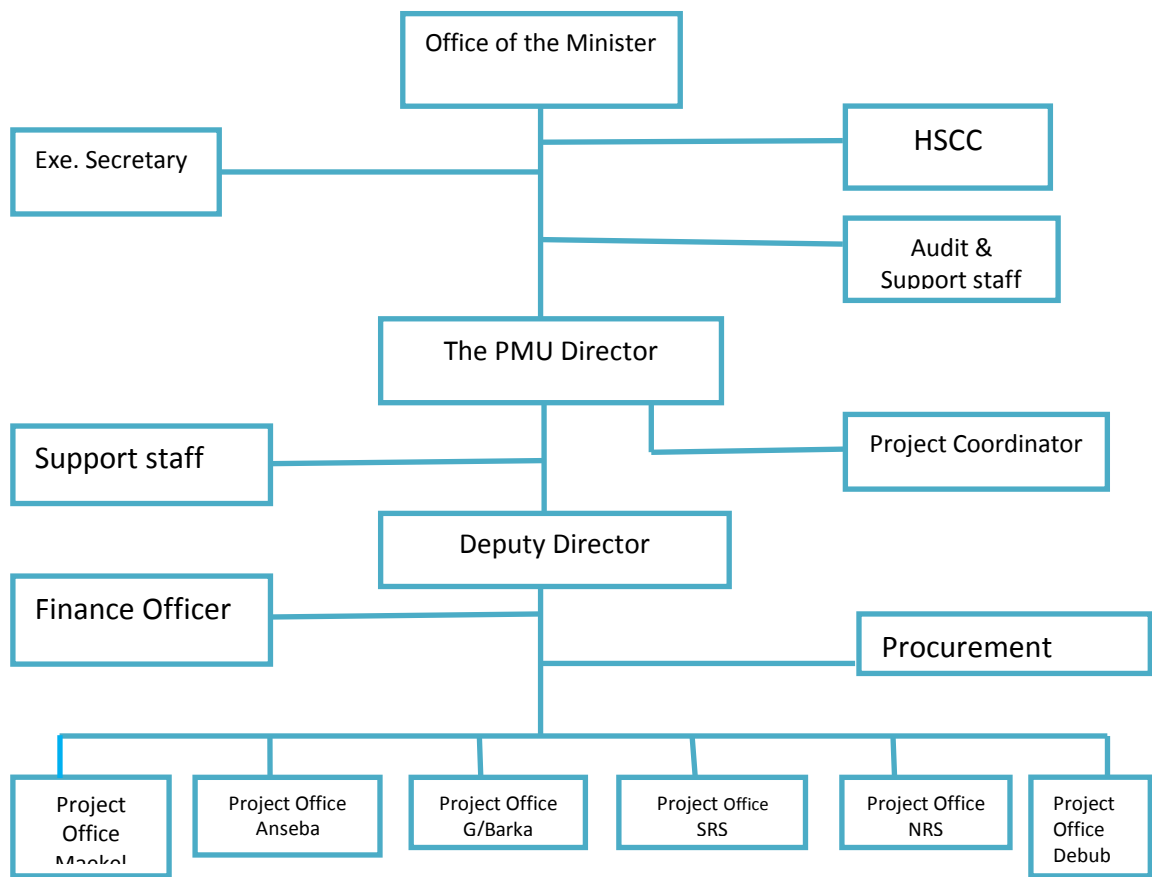 Office of the Minister
Exe. Secretary
HSCC
Audit &
Support staff
The PMU Director
Support staff
Project Coordinator
Deputy Director
Finance Officer
Procurement
Project
Office
Maekel
Project Office
Anseba
Project Office
G/Barka
Project Office
SRS
Project Office
NRS
Project
Office
Debub